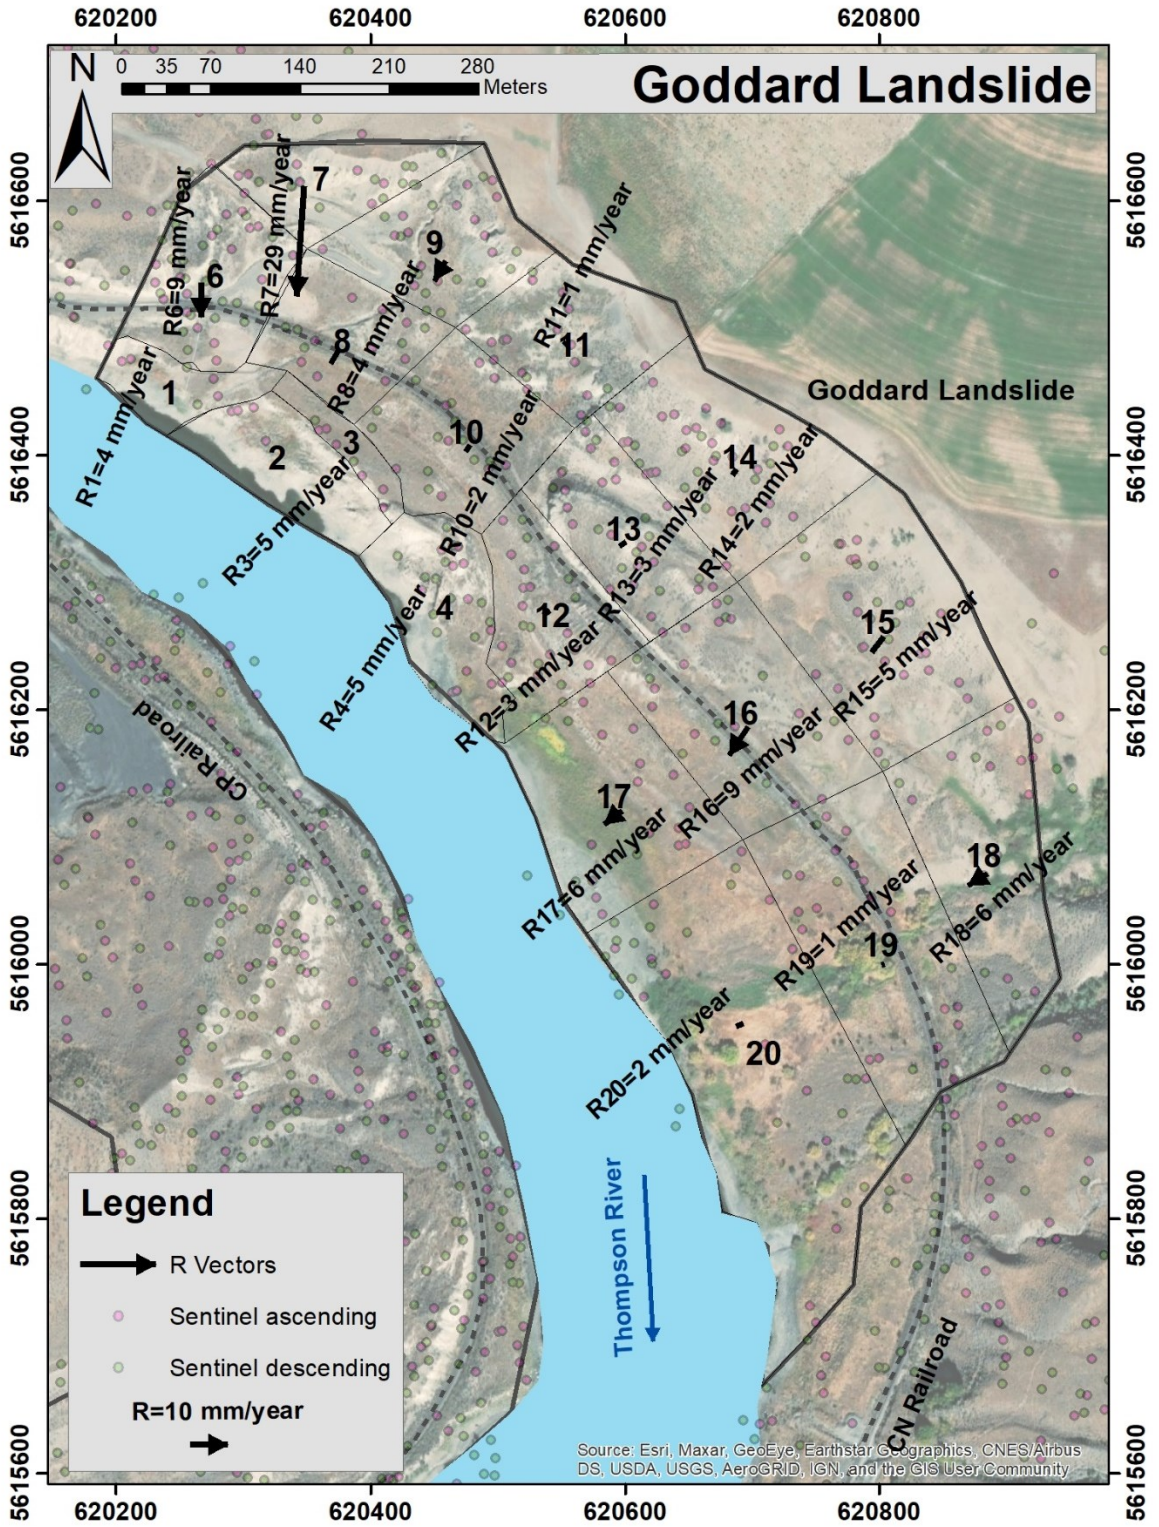 620200 620400 620600 620800
N
0 35 70 140 210 280
Meters
Goddard Landslide
5616600
5616400
5616200
5616000
5615800
5615600
5616600
5616400
5616200
5616000
5615800
5615600
R6=9 mm/year
6
R7=29 mm/year
7
R8=4 mm/year
8
9
R11=1 mm/year
11
Goddard Landslide
R1=4 mm/year
1
2
3
R3=5 mm/year
10
R10=2 mm/year
14
R14=2 mm/year
13
R13=3 mm/year
4
R4=5 mm/year
12
R12=3 mm/year
15
R15=5 mm/year
16
R16=9 mm/year
CP Railroad
17
R17=6 mm/year
18
R18=6 mm/year
19
R19=1 mm/year
20
R20=2 mm/year
Thompson River
CN Railroad
Legend
R Vectors
Sentinel ascending
Sentinel descending
R=10 mm/year
Source: Esri, Maxar, GeoEye, Earthstar Geographics, CNES/Airbus
DS, USDA, USGS, AeroGRID, IGN, and the GIS User Community
620200 620400 620600 620800